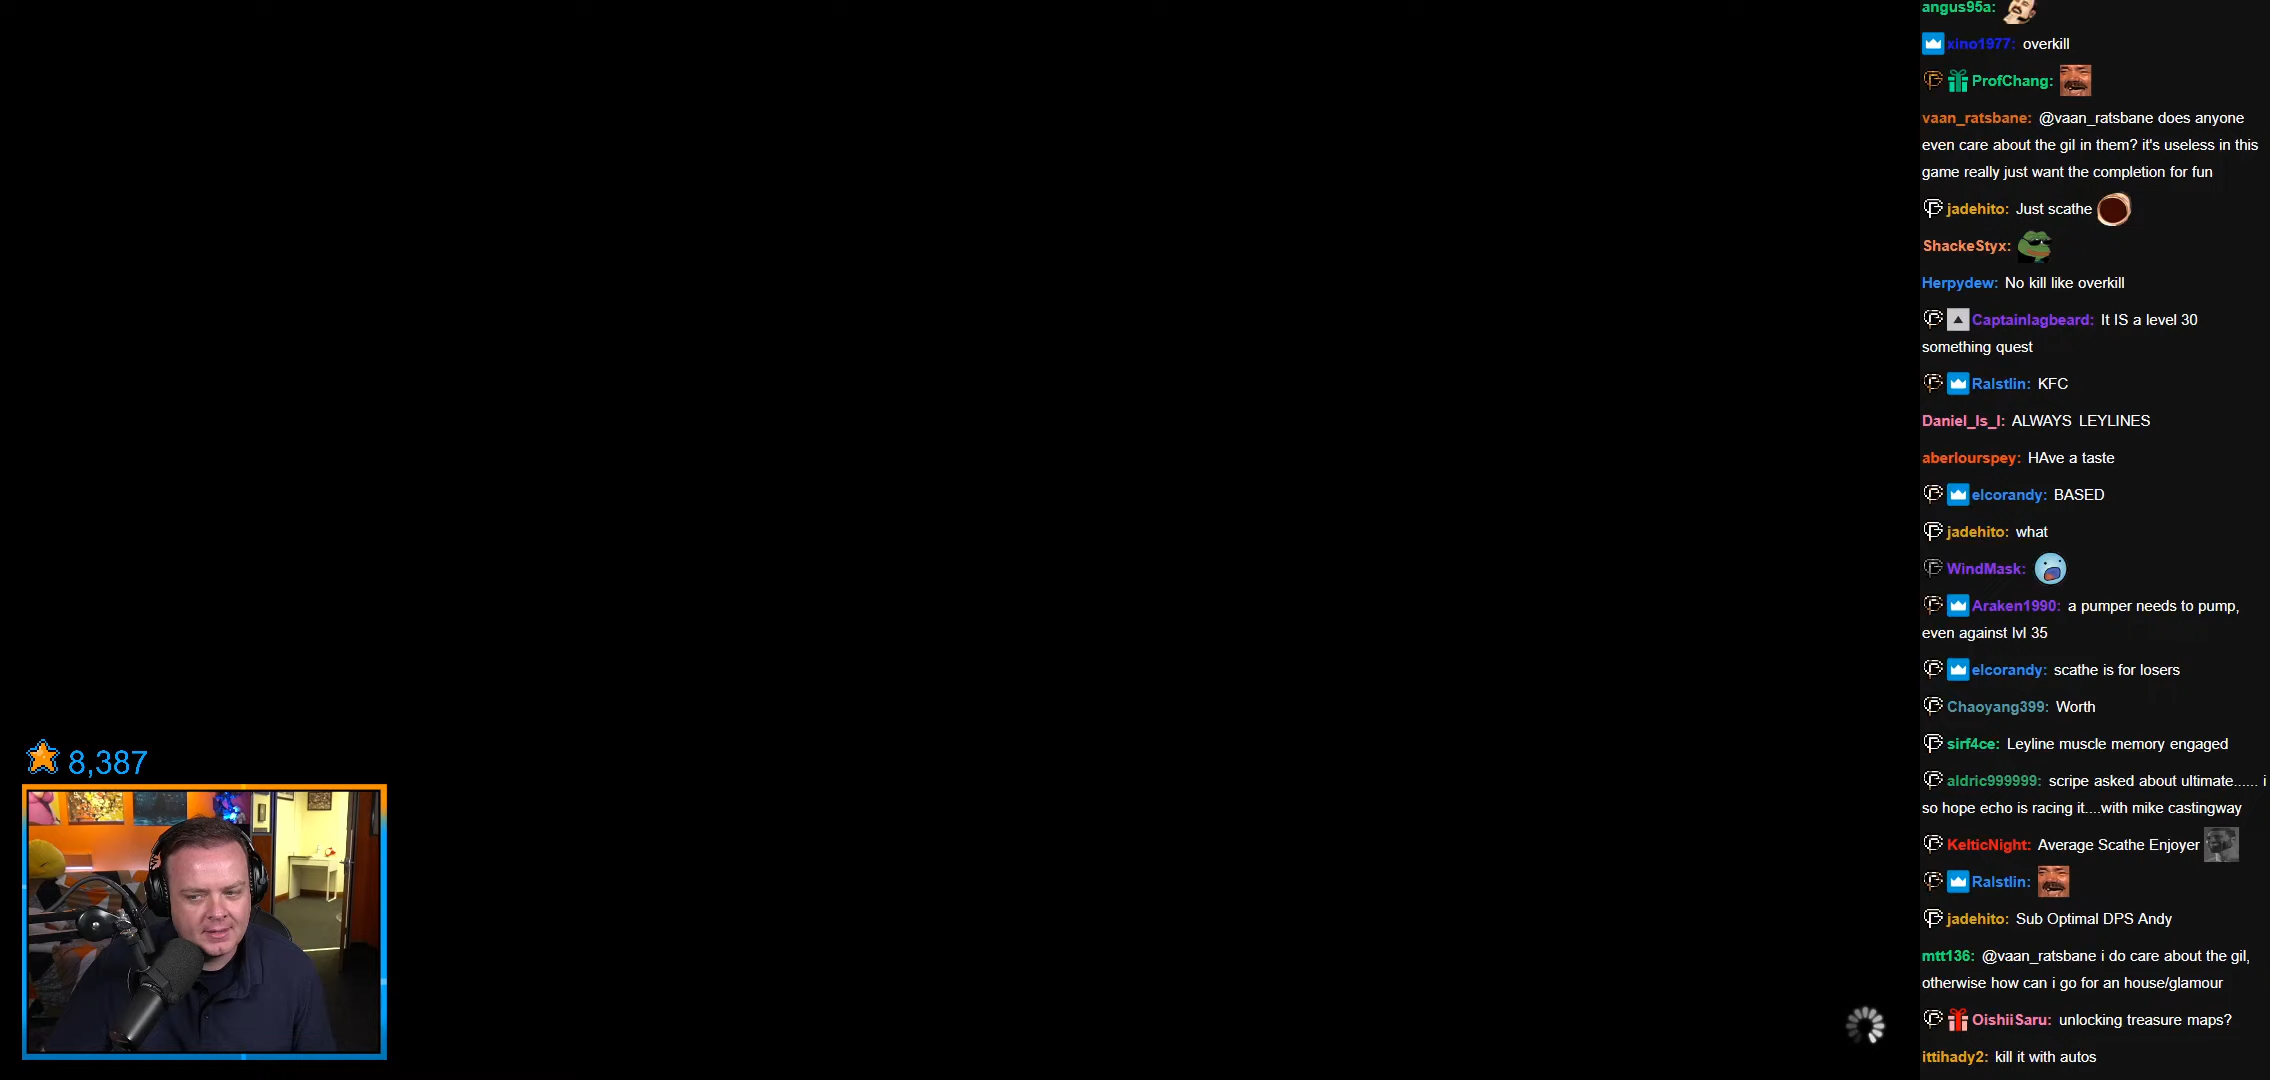 angus95a:
xino1977: overkill
ProfChang:
vaan_ratsbane: @vaan_ratsbane does anyone
even care about the gil in them? it's useless in this
game really just want the completion for fun
jadehito: Just scathe
ShackeStyx:
Herpydew: No kill like overkill
Captainlagbeard: It IS a level 30
something quest
Ralstlin: KFC
Daniel_Is_I: ALWAYS LEYLINES
aberlourspey: HAve a taste
elcorandy: BASED
jadehito: what
WindMask:
Araken1990: a pumper needs to pump,
even against lvl 35
elcorandy: scathe is for losers
Chaoyang399: Worth
sirf4ce: Leyline muscle memory engaged
aldric999999: scripe asked about ultimate...... i
so hope echo is racing it....with mike castingway
KelticNight: Average Scathe Enjoyer
Ralstlin:
jadehito: Sub Optimal DPS Andy
mtt136: @vaan_ratsbane i do care about the gil,
otherwise how can i go for an house/glamour
OishiiSaru: unlocking treasure maps?
ittihady2: kill it with autos
8,387